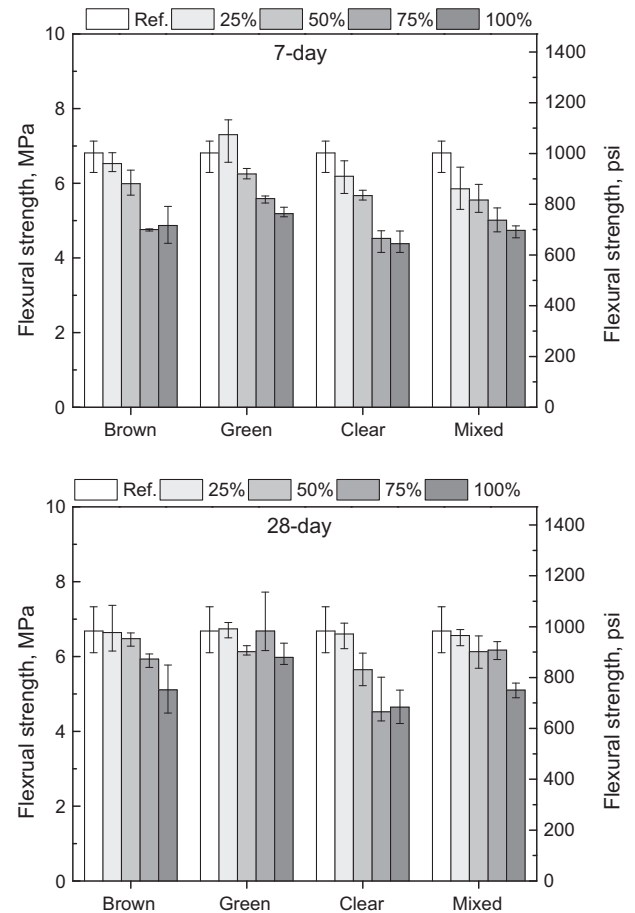 Ref. 25% 50% 75% 100%
7-day
Flexural strength, MPa
10
8
6
4
2
0
Flexural strength, psi
1400
1200
1000
800
600
400
200
0
Brown Green Clear Mixed
Ref. 25% 50% 75% 100%
28-day
Flexrual strength, MPa
10
8
6
4
2
0
Flexural strength, psi
1400
1200
1000
800
600
400
200
0
Brown Green Clear Mixed